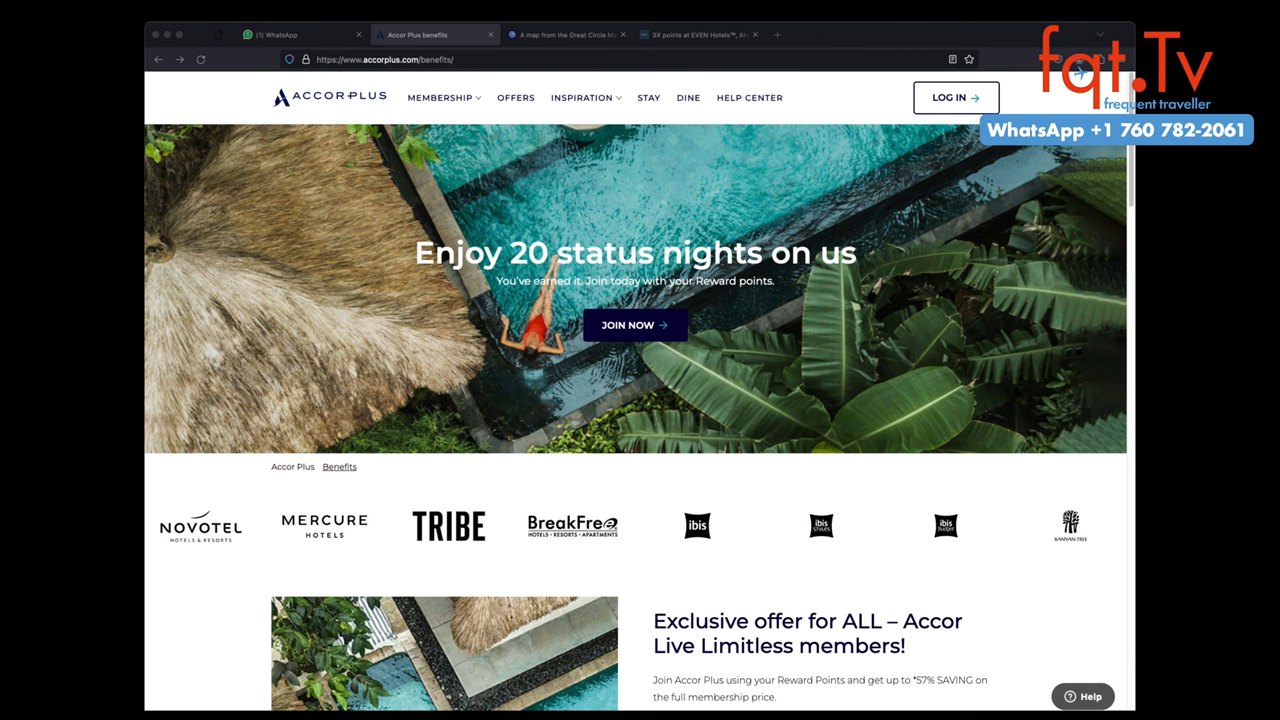 (1) WhatsApp
Accor Plus benefits
A map from the Great Circle M
3X points at EVEN Hotels™, At
https://www.accorplus.com/benefits/
fqt.Tv
frequent traveller
WhatsApp +1 760 782-2061
ACCORPLUS
MEMBERSHIP
OFFERS
INSPIRATION
STAY
DINE
HELP CENTER
LOG IN
Enjoy 20 status nights on us
You've earned it. Join today with your Reward points.
JOIN NOW
Accor Plus Benefits
NOVOTEL
HOTELS & RESORTS
MERCURE
HOTELS
TRIBE
BreakFree
HOTELS • RESORTS • APARTMENTS
ibis
ibis
STYLES
ibis
budget
BANYAN TREE
Exclusive offer for ALL – Accor
Live Limitless members!
Join Accor Plus using your Reward Points and get up to *57% SAVING on
the full membership price.
Help